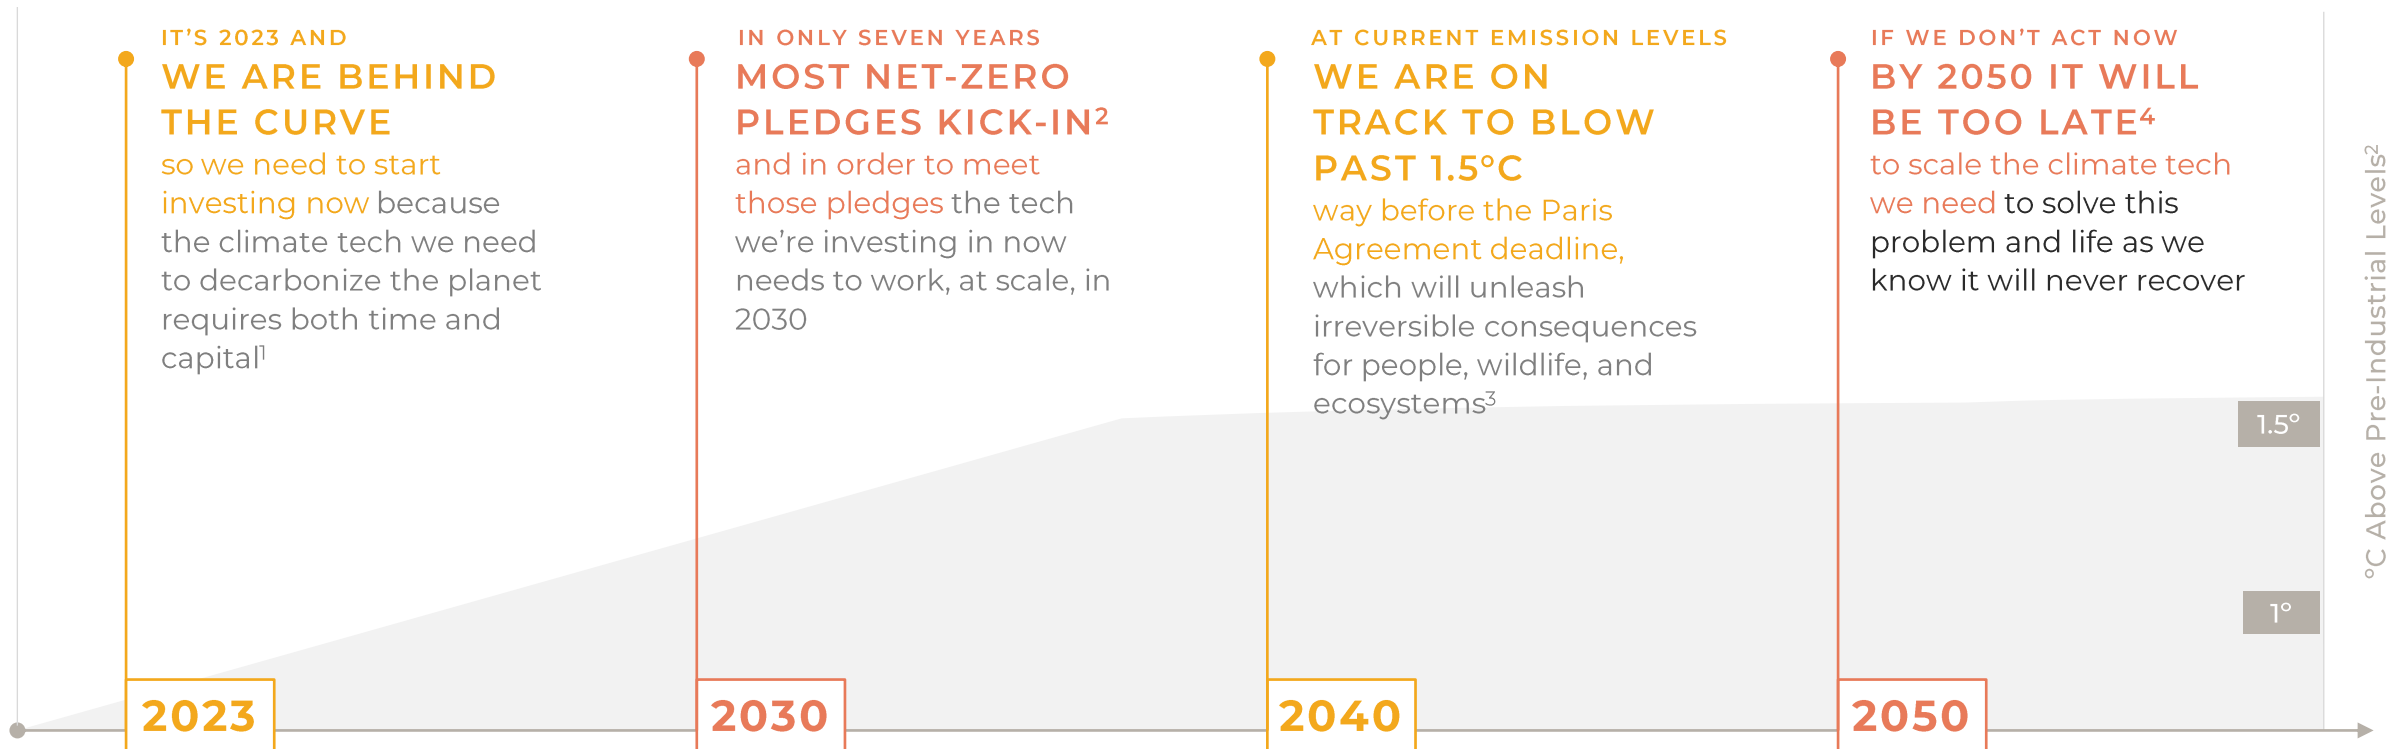 IT’S 2023 AND
WE ARE BEHIND
THE CURVE
so we need to start
investing now because
the climate tech we need
to decarbonize the planet
requires both time and
capital¹
IN ONLY SEVEN YEARS
MOST NET-ZERO
PLEDGES KICK-IN²
and in order to meet
those pledges the tech
we’re investing in now
needs to work, at scale, in
2030
AT CURRENT EMISSION LEVELS
WE ARE ON
TRACK TO BLOW
PAST 1.5°C
way before the Paris
Agreement deadline,
which will unleash
irreversible consequences
for people, wildlife, and
ecosystems³
IF WE DON’T ACT NOW
BY 2050 IT WILL
BE TOO LATE⁴
to scale the climate tech
we need to solve this
problem and life as we
know it will never recover
°C Above Pre-Industrial Levels²
1.5°
1°
2023
2030
2040
2050